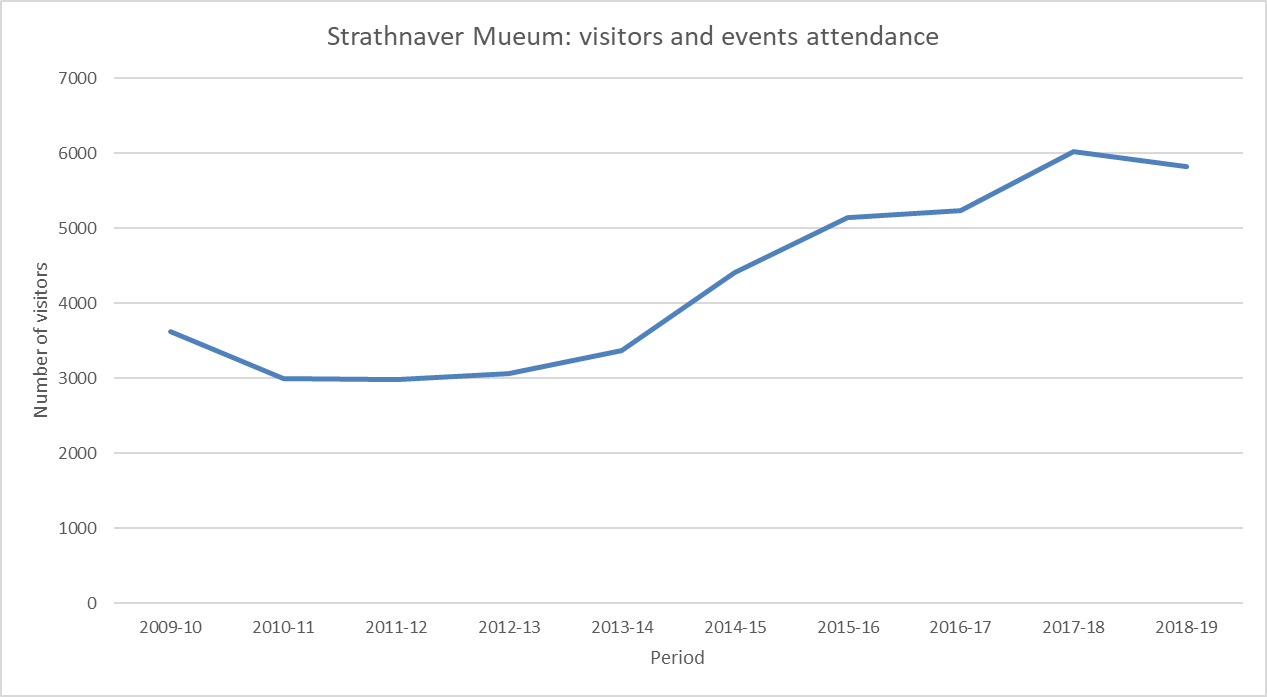 Strathnaver Mueum: visitors and events attendance
7000
6000
5000
4000
3000
2000
1000
0
Number of visitors
2009-10 2010-11 2011-12 2012-13 2013-14 2014-15 2015-16 2016-17 2017-18 2018-19
Period